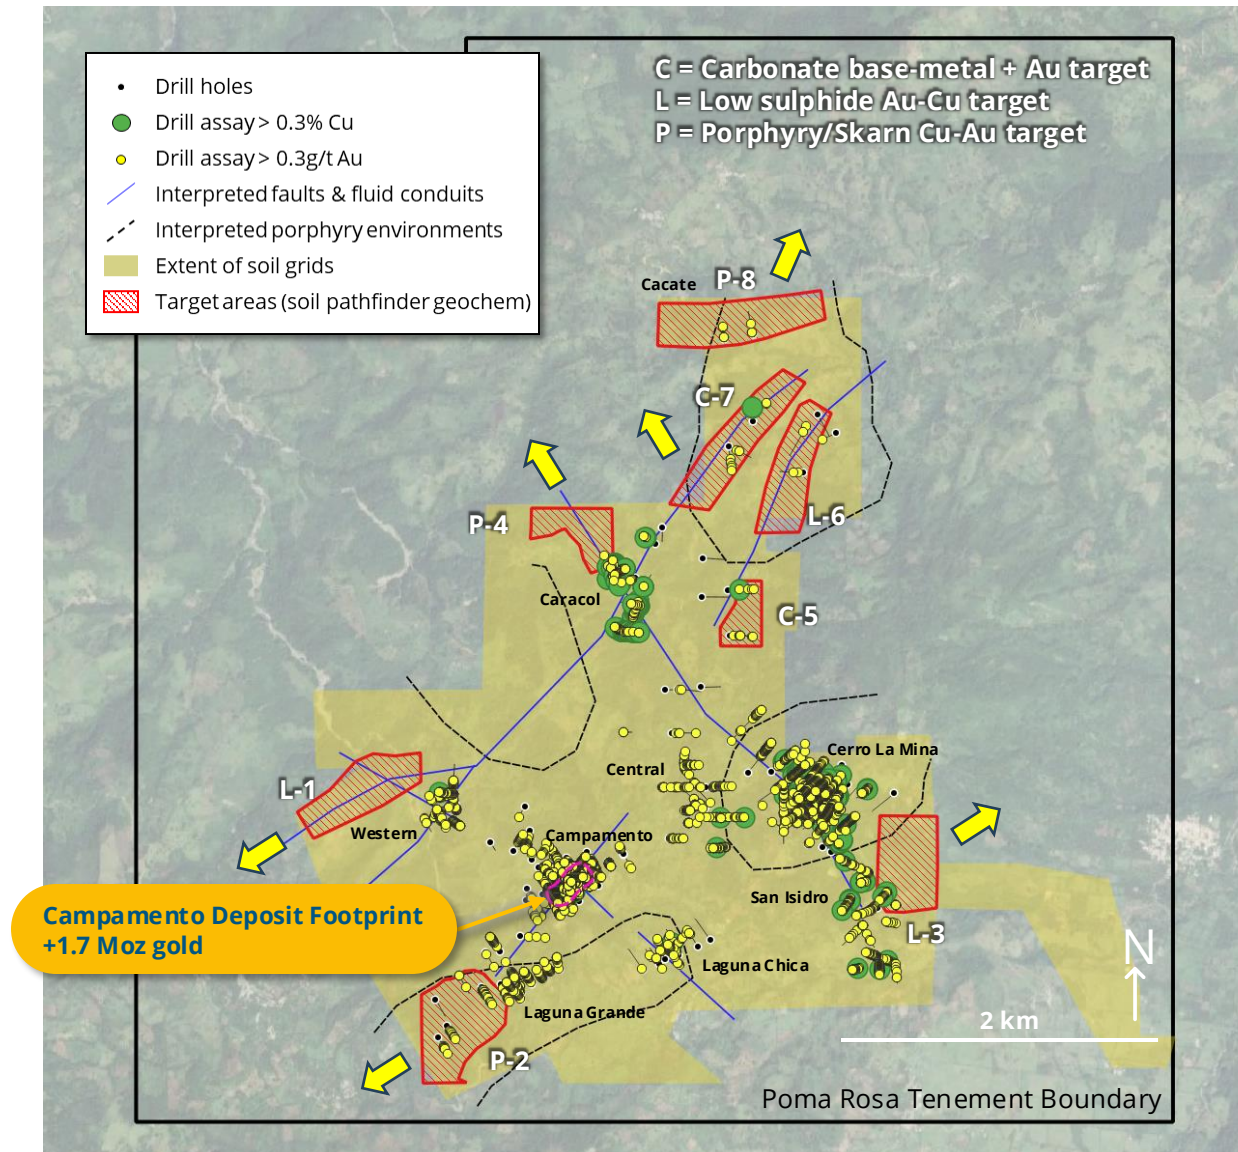 Drill holes
Drill assay > 0.3% Cu
Drill assay > 0.3g/t Au
Interpreted faults & fluid conduits
Interpreted porphyry environments
Extent of soil grids
Target areas (soil pathfinder geochem)
C = Carbonate base-metal + Au target
L = Low sulphide Au-Cu target
P = Porphyry/Skarn Cu-Au target
P-8
Cacate
C-7
L-6
P-4
Caracol
C-5
Cerro La Mina
Central
L-1
Western
Campamento
San Isidro
Campamento Deposit Footprint
+1.7 Moz gold
L-3
Laguna Chica
N
Laguna Grande
2 km
P-2
Poma Rosa Tenement Boundary